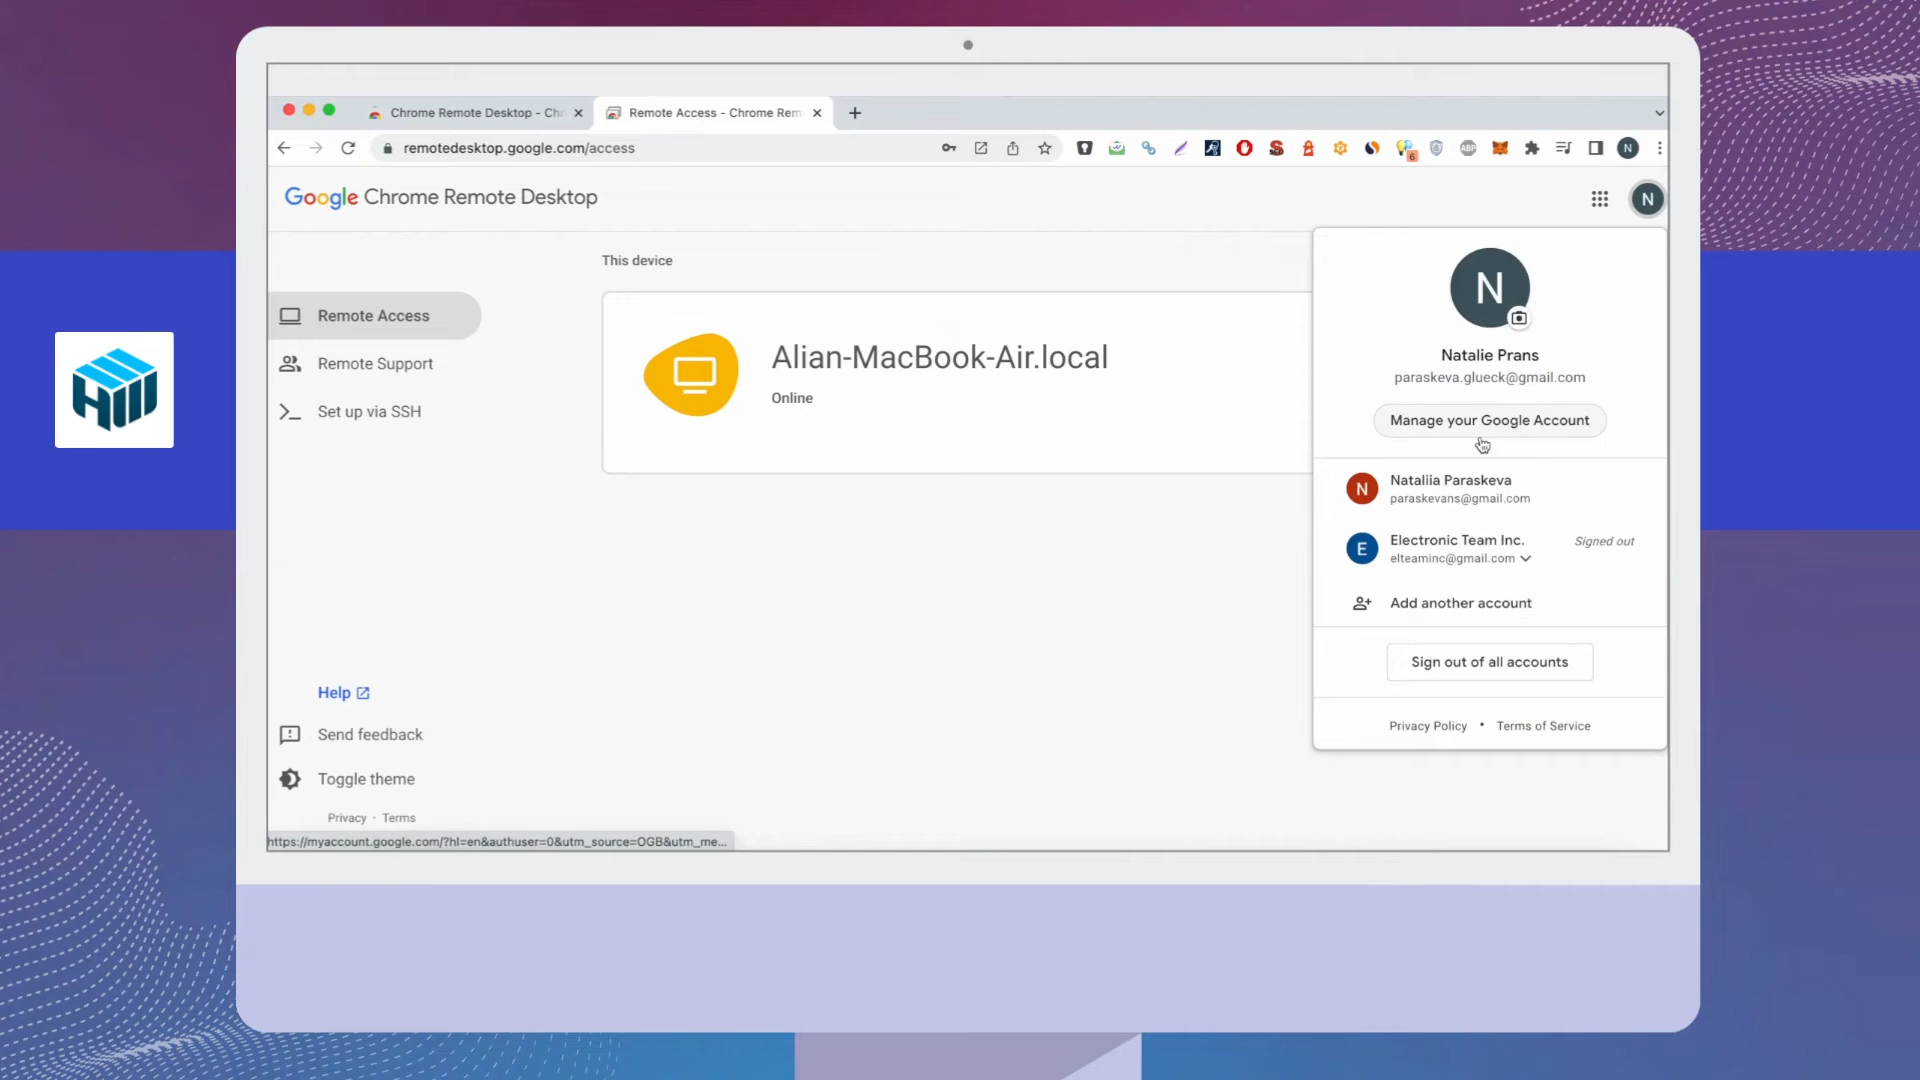 Chrome Remote Desktop - Chr
Remote Access - Chrome Rem
remotedesktop.google.com/access
6
ABP
N
Google Chrome Remote Desktop
N
This device
N
Remote Access
Alian-MacBook-Air.local
Natalie Prans
Remote Support
paraskeva.glueck@gmail.com
Online
Set up via SSH
Manage your Google Account
N
Nataliia Paraskeva
paraskevans@gmail.com
Hill
E
Electronic Team Inc.
Signed out
elteaminc@gmail.com
Add another account
Sign out of all accounts
Help
Privacy Policy • Terms of Service
Send feedback
Toggle theme
Privacy · Terms
https://myaccount.google.com/?hl=en&authuser=0&utm_source=OGB&utm_me...